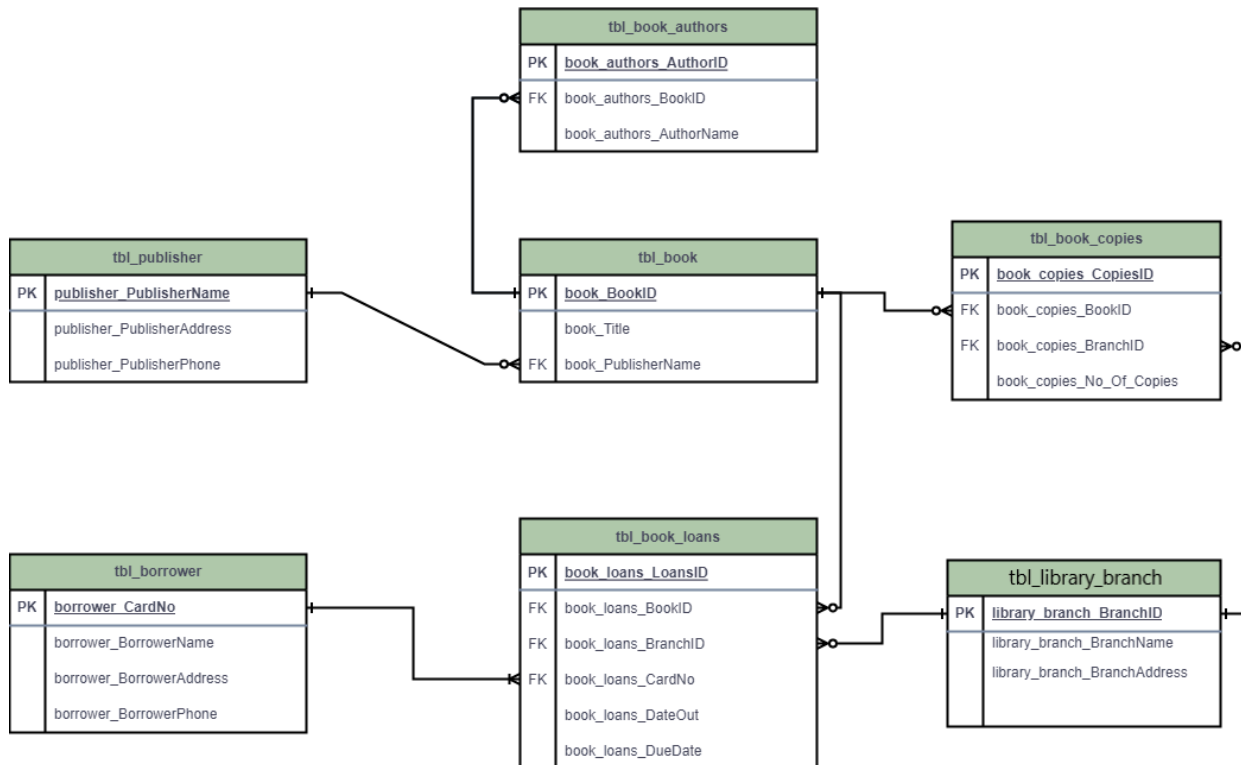 tbl_book_authors
PK book_authors_AuthorID
FK book_authors_BookID
book_authors_AuthorName
tbl_publisher
PK publisher_PublisherName
publisher_PublisherAddress
publisher_PublisherPhone
tbl_book
PK book_BookID
book_Title
FK book_PublisherName
tbl_book_copies
PK book_copies_CopiesID
FK book_copies_BookID
FK book_copies_BranchID
book_copies_No_Of_Copies
tbl_borrower
PK borrower_CardNo
borrower_BorrowerName
borrower_BorrowerAddress
borrower_BorrowerPhone
tbl_book_loans
PK book_loans_LoansID
FK book_loans_BookID
FK book_loans_BranchID
FK book_loans_CardNo
book_loans_DateOut
book_loans_DueDate
tbl_library_branch
PK library_branch_BranchID
library_branch_BranchName
library_branch_BranchAddress